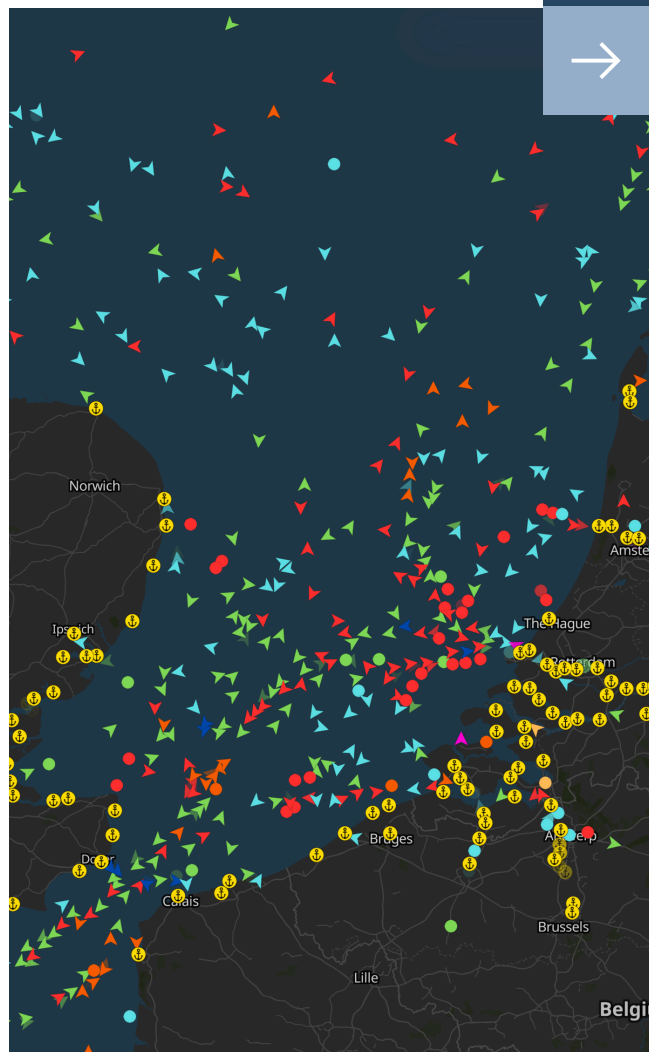 Norwich
Amste
Ipswich
The Hague
Rotterdam
Dover
Bruges
Antwerp
Calais
Brussels
Lille
Belgi